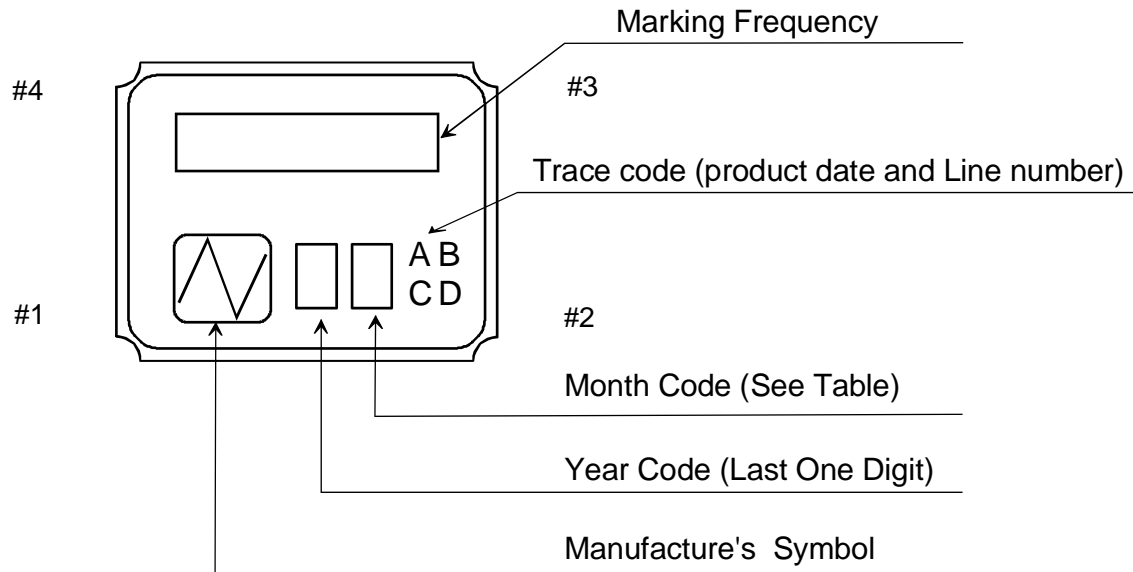 Marking Frequency
#4
#3
Trace code (product date and Line number)
A B
C D
#1
#2
Month Code (See Table)
Year Code (Last One Digit)
Manufacture's Symbol